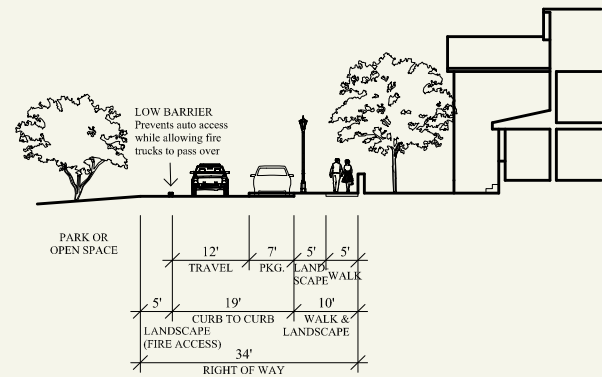 LOW BARRIER
Prevents auto access
while allowing fire
trucks to pass over
PARK OR
OPEN SPACE
12'
TRAVEL
7'
PKG.
5'
LAND-
SCAPE
5'
WALK
5'
LANDSCAPE
(FIRE ACCESS)
19'
CURB TO CURB
10'
WALK &
LANDSCAPE
34'
RIGHT OF WAY